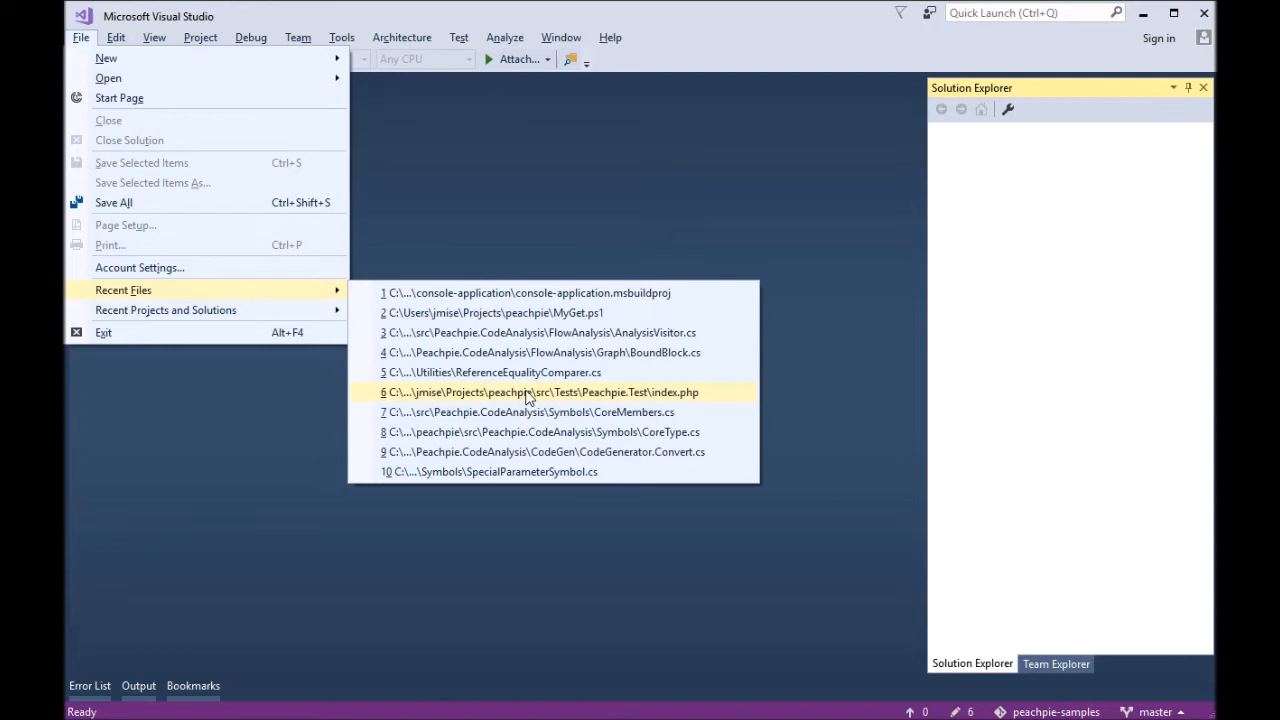 Microsoft Visual Studio
Quick Launch (Ctrl+Q)
File Edit View Project Debug Team Tools Architecture Test Analyze Window Help
Sign in
Any CPU Attach...
New
Open
Start Page
Close
Close Solution
Save Selected Items Ctrl+S
Save Selected Items As...
Save All Ctrl+Shift+S
Page Setup...
Print... Ctrl+P
Account Settings...
Recent Files
Recent Projects and Solutions
Exit Alt+F4
1 C:\...\console-application\console-application.msbuildproj
2 C:\Users\jmise\Projects\peachpie\MyGet.ps1
3 C:\...\src\Peachpie.CodeAnalysis\FlowAnalysis\AnalysisVisitor.cs
4 C:\...\Peachpie.CodeAnalysis\FlowAnalysis\Graph\BoundBlock.cs
5 C:\...\Utilities\ReferenceEqualityComparer.cs
6 C:\...\jmise\Projects\peachpie\src\Tests\Peachpie.Test\index.php
7 C:\...\src\Peachpie.CodeAnalysis\Symbols\CoreMembers.cs
8 C:\...\peachpie\src\Peachpie.CodeAnalysis\Symbols\CoreType.cs
9 C:\...\Peachpie.CodeAnalysis\CodeGen\CodeGenerator.Convert.cs
10 C:\...\Symbols\SpecialParameterSymbol.cs
Solution Explorer
Solution Explorer Team Explorer
Error List Output Bookmarks
Ready 0 6 peachpie-samples master